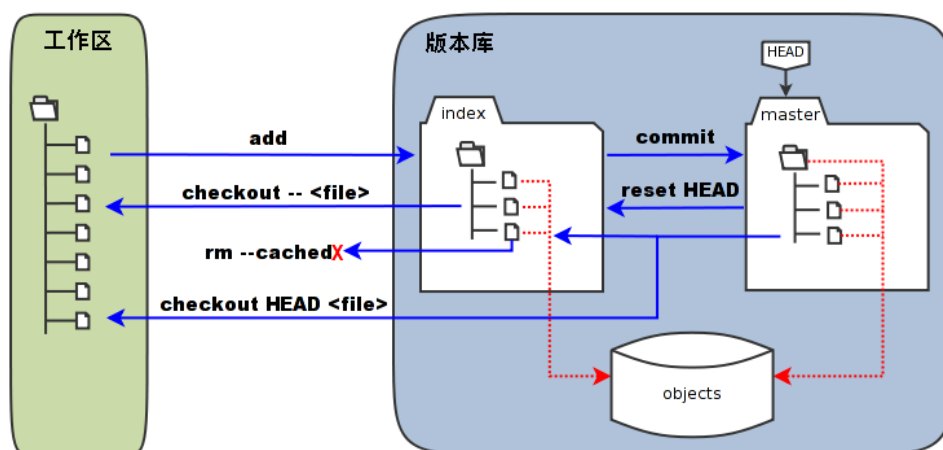 工作区
版本库
HEAD
index
master
add
commit
checkout -- <file>
reset HEAD
rm --cached
X
checkout HEAD <file>
objects